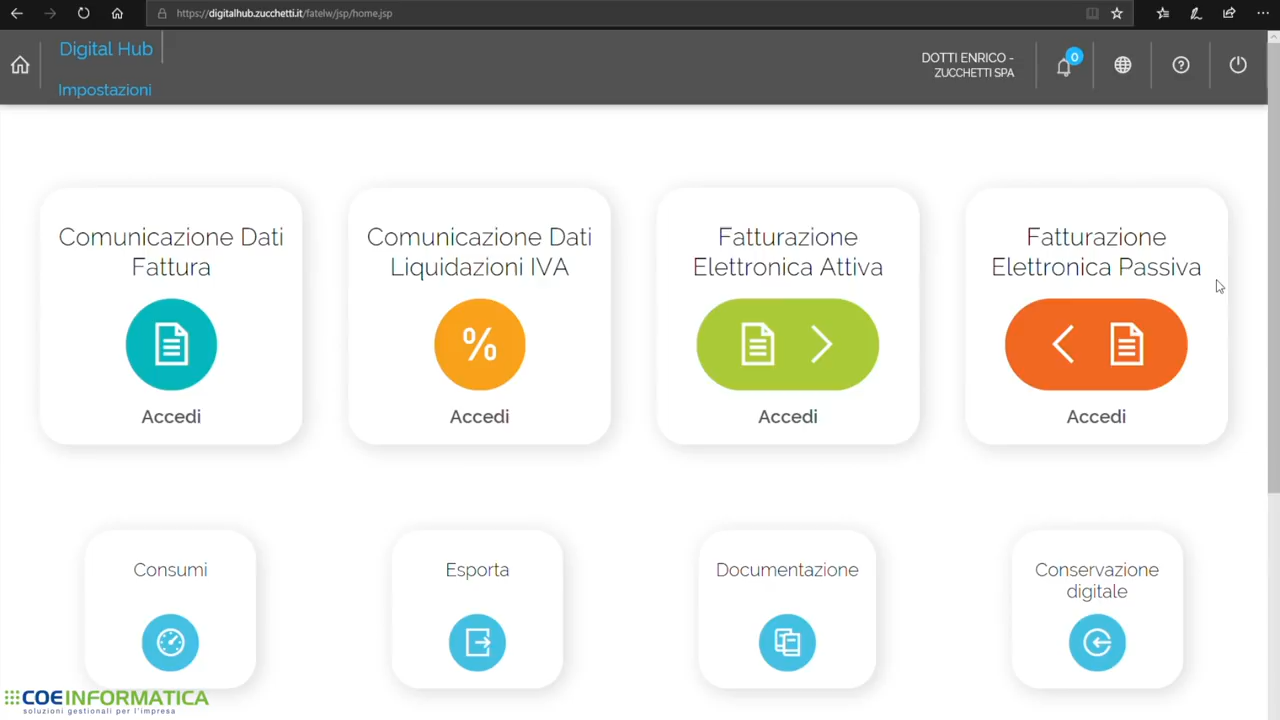 https://digitalhub.zucchetti.it/fatelw/jsp/home.jsp
Digital Hub
Impostazioni
DOTTI ENRICO -
ZUCCHETTI SPA
0
Comunicazione Dati
Fattura
Accedi
Comunicazione Dati
Liquidazioni IVA
%
Accedi
Fatturazione
Elettronica Attiva
Accedi
Fatturazione
Elettronica Passiva
Accedi
Consumi
Esporta
Documentazione
Conservazione
digitale
COEINFORMATICA
soluzioni gestionali per l'impresa